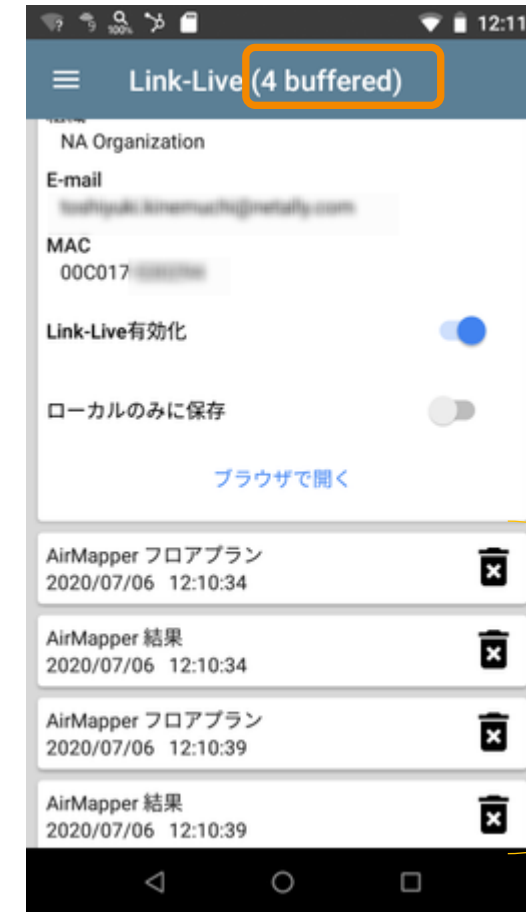 12:11
Link-Live (4 buffered)
NA Organization
E-mail
MAC
00C017
Link-Live有効化
ローカルのみに保存
ブラウザで開く
AirMapper フロアプラン
2020/07/06 12:10:34
AirMapper 結果
2020/07/06 12:10:34
AirMapper フロアプラン
2020/07/06 12:10:39
AirMapper 結果
2020/07/06 12:10:39